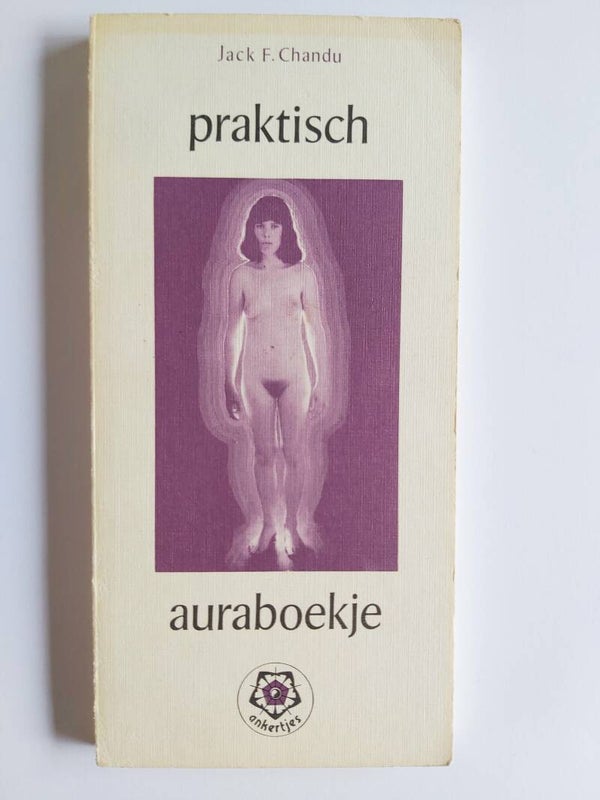 Jack F. Chandu
praktisch
auraboekje
ankertjes